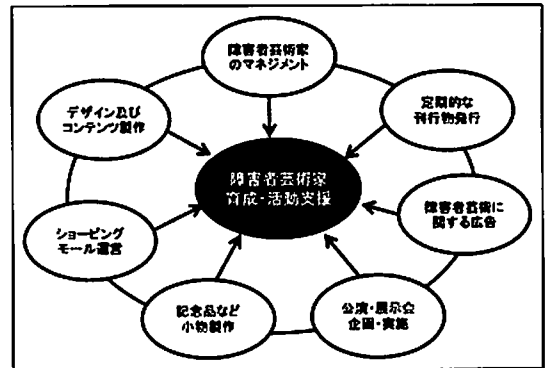 障害者芸術家
のマネジメント
定期的な
刊行物発行
障害者芸術に
関する広告
公演・展示会
企画・実施
記念品など
小物製作
ショーピング
モール運営
デザイン及び
コンテンツ製作
障害者芸術家
育成・活動支援